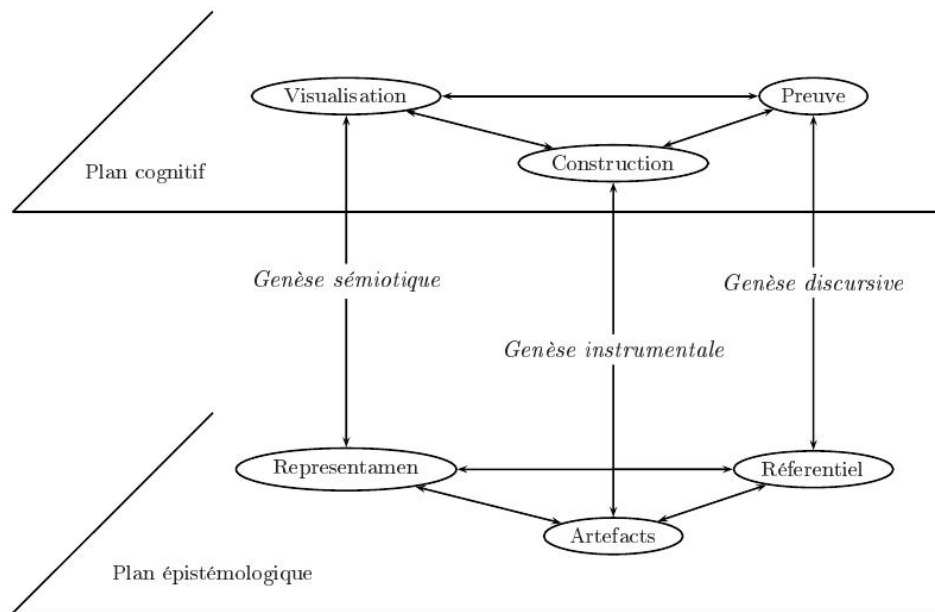 Visualisation
Preuve
Construction
Plan cognitif
Genèse sémiotique
Genèse discursive
Genèse instrumentale
Representamen
Réferentiel
Artefacts
Plan épistémologique